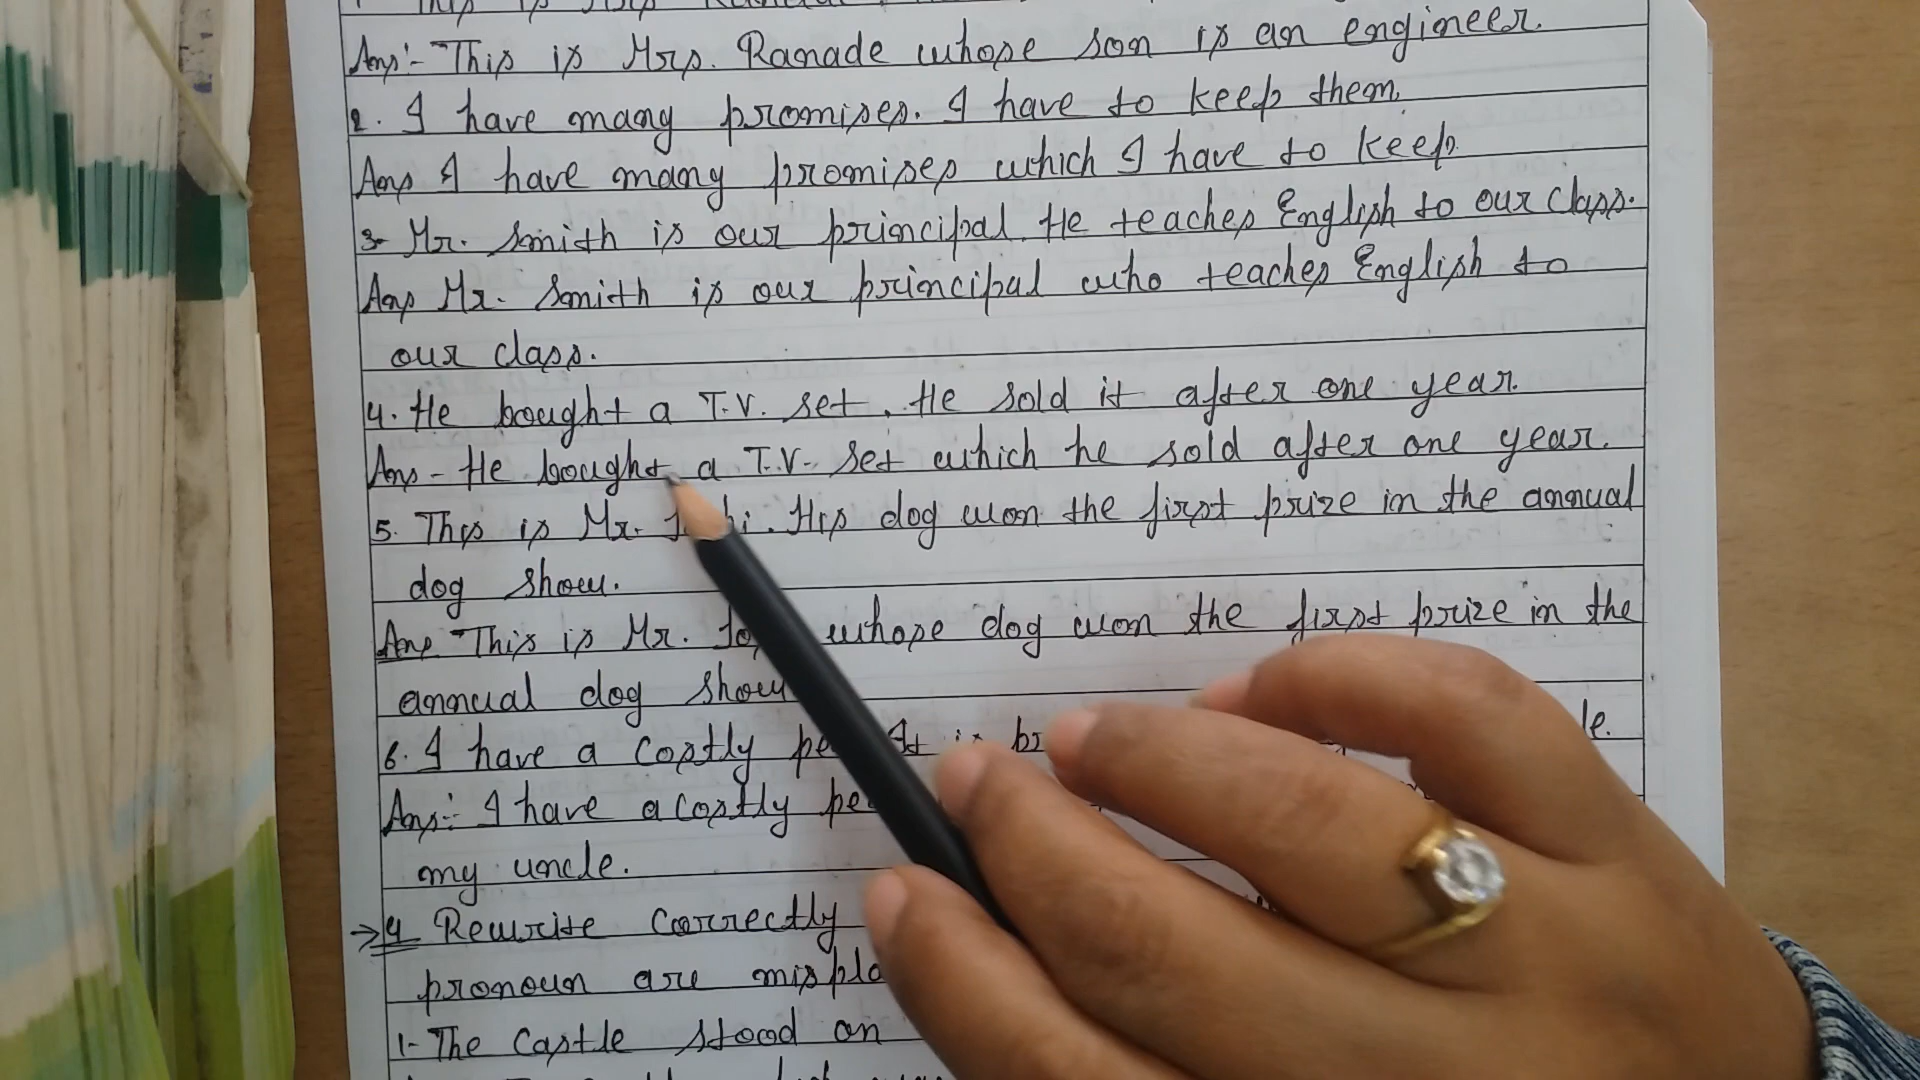 Ans:- This is Mrs. Ranade whose son is an engineer.
2. I have many promises. I have to keep them.
Ans I have many promises which I have to keep.
3. Mr. Smith is our principal. He teaches English to our class.
Ans Mr. Smith is our principal who teaches English to
our class.
4. He bought a T.V. set. He sold it after one year.
Ans - He bought a T.V. set which he sold after one year.
5. This is Mr. His dog won the first prize in the annual
dog show.
Ans This is Mr. whose dog won the first prize in the
annual dog show
6. I have a costly
Ans:- I have a costly
my uncle.
→ 4 Rewrite correctly
pronoun are
1- The Castle stood on